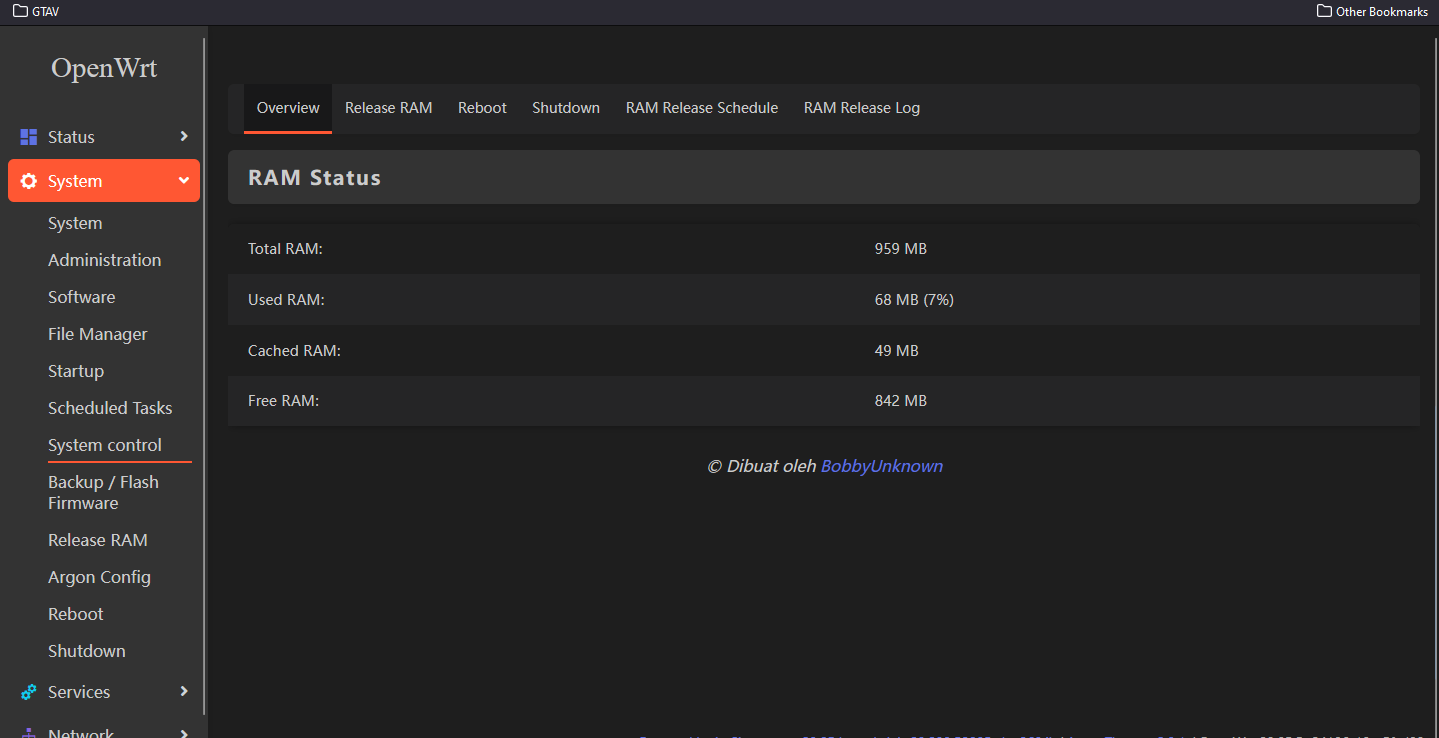 GTAV
Other Bookmarks
OpenWrt
Status
System
System
Administration
Software
File Manager
Startup
Scheduled Tasks
System control
Backup / Flash
Firmware
Release RAM
Argon Config
Reboot
Shutdown
Services
Network
Overview Release RAM Reboot Shutdown RAM Release Schedule RAM Release Log
RAM Status
Total RAM: 959 MB
Used RAM: 68 MB (7%)
Cached RAM: 49 MB
Free RAM: 842 MB
© Dibuat oleh BobbyUnknown